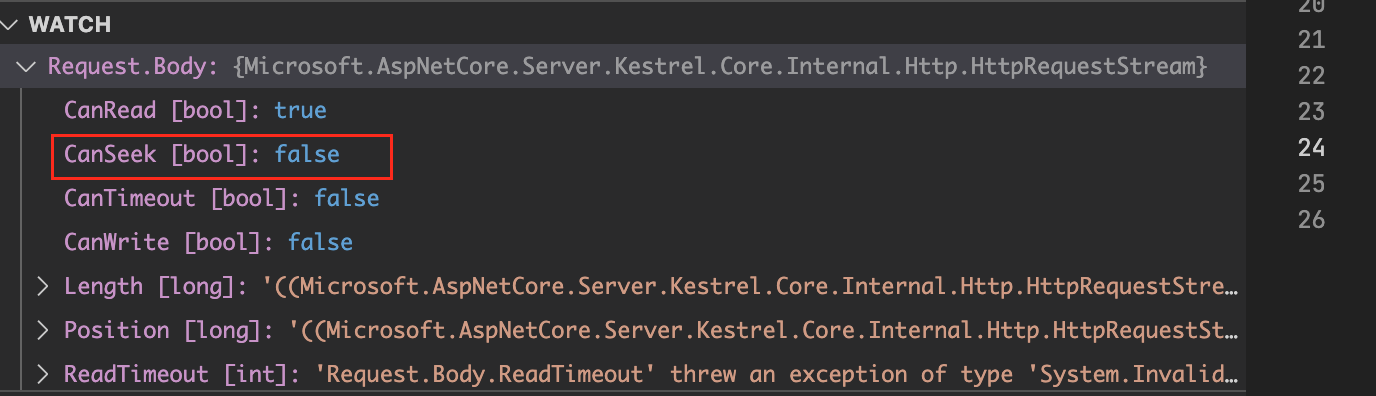 WATCH
Request.Body: {Microsoft.AspNetCore.Server.Kestrel.Core.Internal.Http.HttpRequestStream}
CanRead [bool]: true
CanSeek [bool]: false
CanTimeout [bool]: false
CanWrite [bool]: false
Length [long]: '((Microsoft.AspNetCore.Server.Kestrel.Core.Internal.Http.HttpRequestStre…
Position [long]: '((Microsoft.AspNetCore.Server.Kestrel.Core.Internal.Http.HttpRequestSt…
ReadTimeout [int]: 'Request.Body.ReadTimeout' threw an exception of type 'System.Invalid…
20
21
22
23
24
25
26